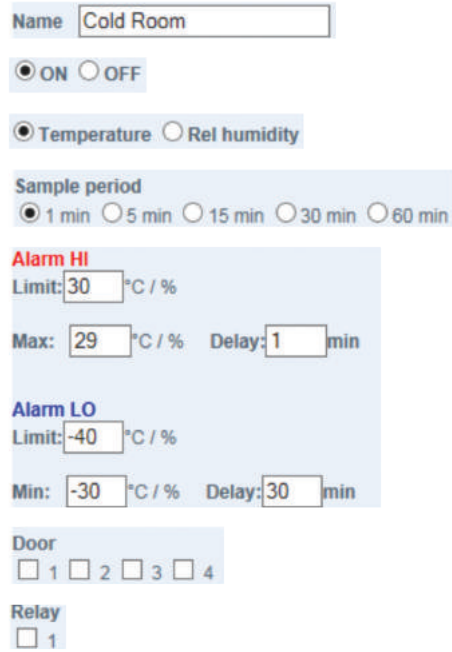 Name Cold Room
ON OFF
Temperature Rel humidity
Sample period
1 min 5 min 15 min 30 min 60 min
Alarm HI
Limit: 30 °C / %
Max: 29 °C / % Delay: 1 min
Alarm LO
Limit: -40 °C / %
Min: -30 °C / % Delay: 30 min
Door
1 2 3 4
Relay
1